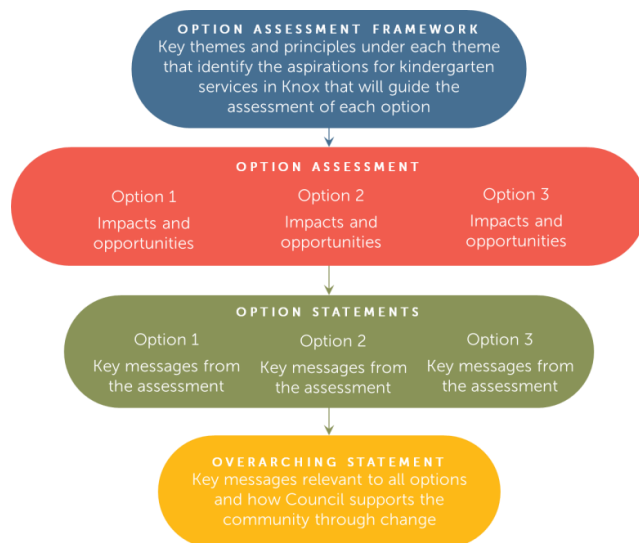 OPTION ASSESSMENT FRAMEWORK
Key themes and principles under each theme
that identify the aspirations for kindergarten
services in Knox that will guide the
assessment of each option
OPTION ASSESSMENT
Option 1
Impacts and
opportunities
Option 2
Impacts and
opportunities
Option 3
Impacts and
opportunities
OPTION STATEMENTS
Option 1
Key messages from
the assessment
Option 2
Key messages from
the assessment
Option 3
Key messages from
the assessment
OVERARCHING STATEMENT
Key messages relevant to all options
and how Council supports the
community through change